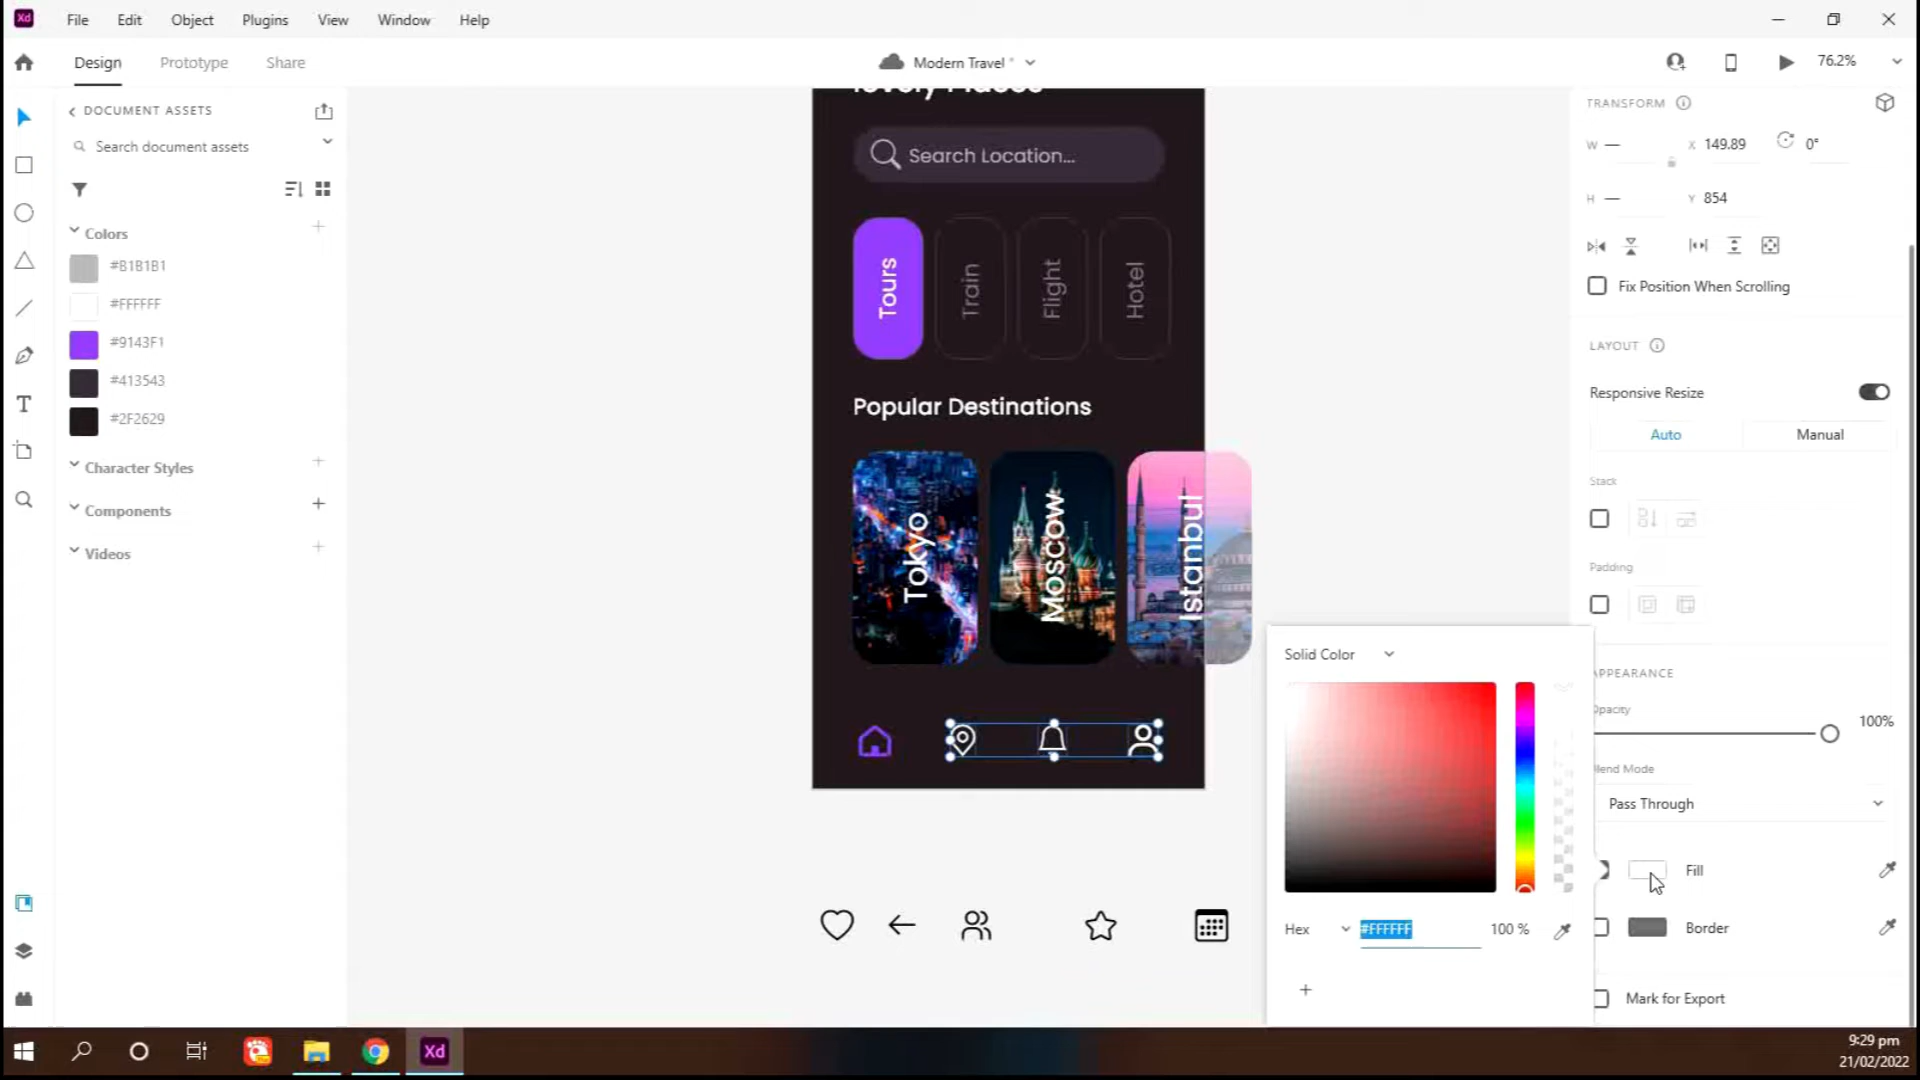 Xd File Edit Object Plugins View Window Help
Design Prototype Share
Modern Travel *
76.2%
DOCUMENT ASSETS
Search document assets
Colors
#B1B1B1
#FFFFFF
#9143F1
#413543
#2F2629
Character Styles
Components
Videos
lovely Places
Search Location...
Tours
Train
Flight
Hotel
Popular Destinations
Tokyo
Moscow
Istanbul
Solid Color
Hex #FFFFFF 100 %
TRANSFORM
W — X 149.89 0°
H — Y 854
Fix Position When Scrolling
LAYOUT
Responsive Resize
Auto Manual
Stack
Padding
APPEARANCE
Opacity
100%
Blend Mode
Pass Through
Fill
Border
Mark for Export
Xd
9:29 pm
21/02/2022